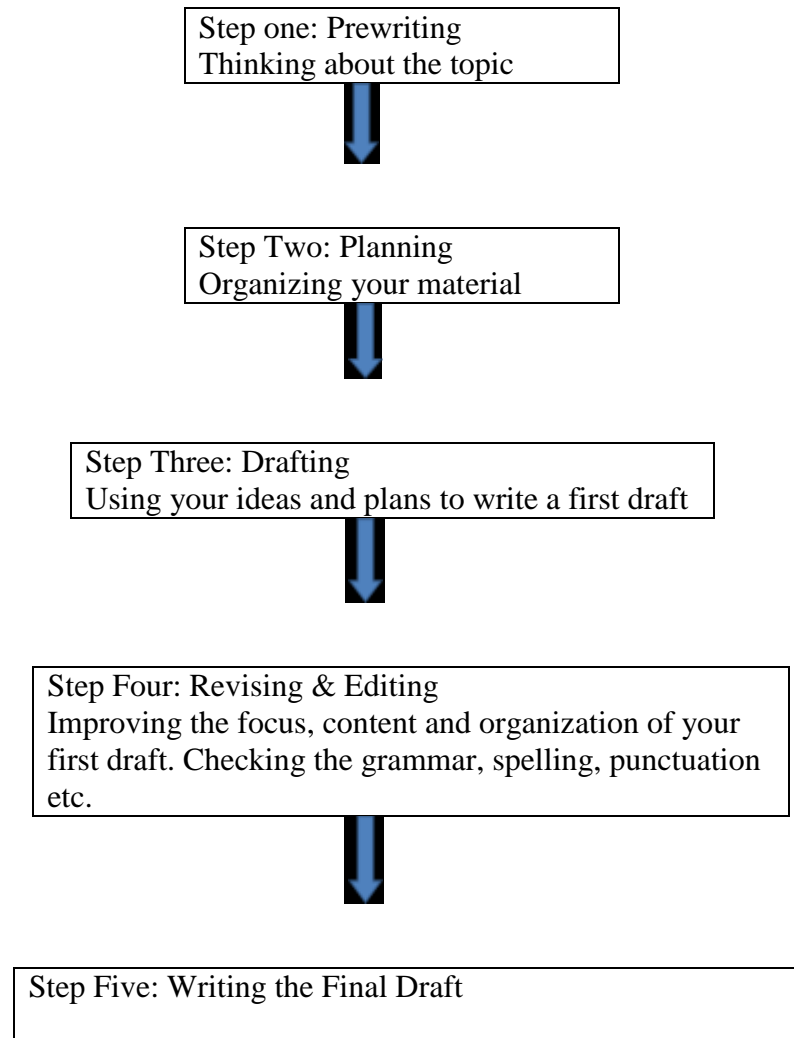 Step one: Prewriting
Thinking about the topic
Step Two: Planning
Organizing your material
Step Three: Drafting
Using your ideas and plans to write a first draft
Step Four: Revising & Editing
Improving the focus, content and organization of your
first draft. Checking the grammar, spelling, punctuation
etc.
Step Five: Writing the Final Draft